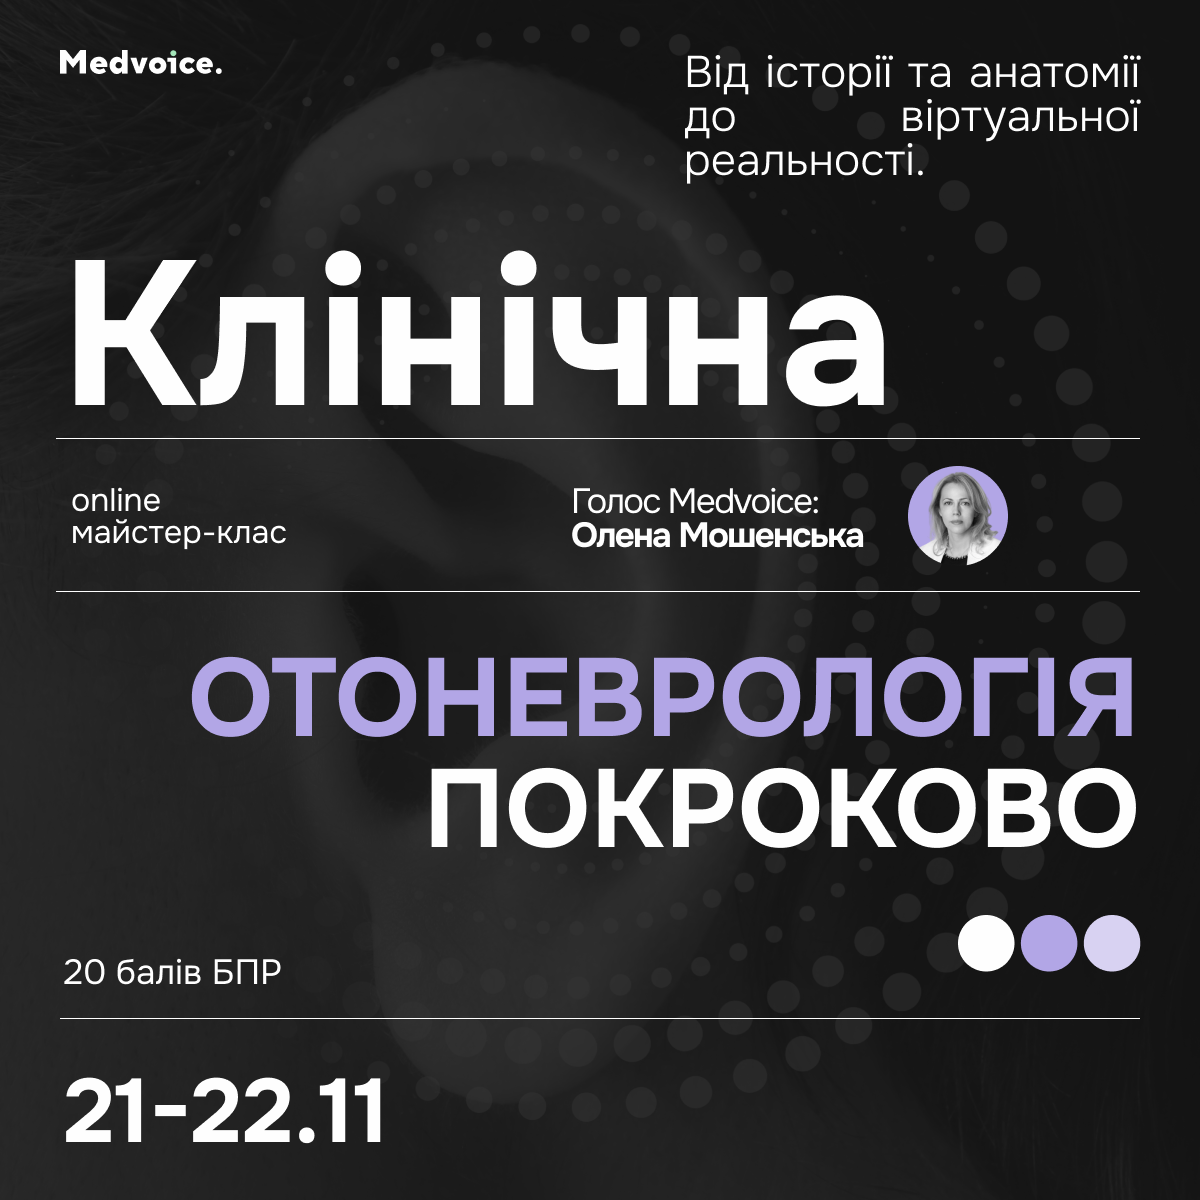 Medvoice.
Від історії та анатомії
до віртуальної
реальності.
Клінічна
online
майстер-клас
Голос Medvoice:
Олена Мошенська
ОТОНЕВРОЛОГІЯ
ПОКРОКОВО
20 балів БПР
21-22.11